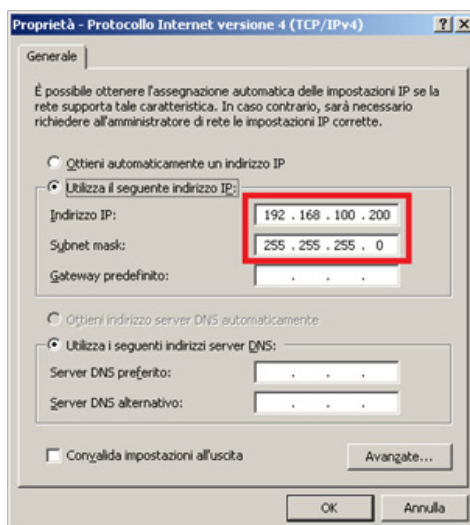 Proprietà - Protocollo Internet versione 4 (TCP/IPv4)
Generale
È possibile ottenere l'assegnazione automatica delle impostazioni IP se la
rete supporta tale caratteristica. In caso contrario, sarà necessario
richiedere all'amministratore di rete le impostazioni IP corrette.
Ottieni automaticamente un indirizzo IP
Utilizza il seguente indirizzo IP:
Indirizzo IP: 192 . 168 . 100 . 200
Subnet mask: 255 . 255 . 255 . 0
Gateway predefinito: . . .
Ottieni indirizzo server DNS automaticamente
Utilizza i seguenti indirizzi server DNS:
Server DNS preferito: . . .
Server DNS alternativo: . . .
Convalida impostazioni all'uscita
Avanzate...
OK Annulla